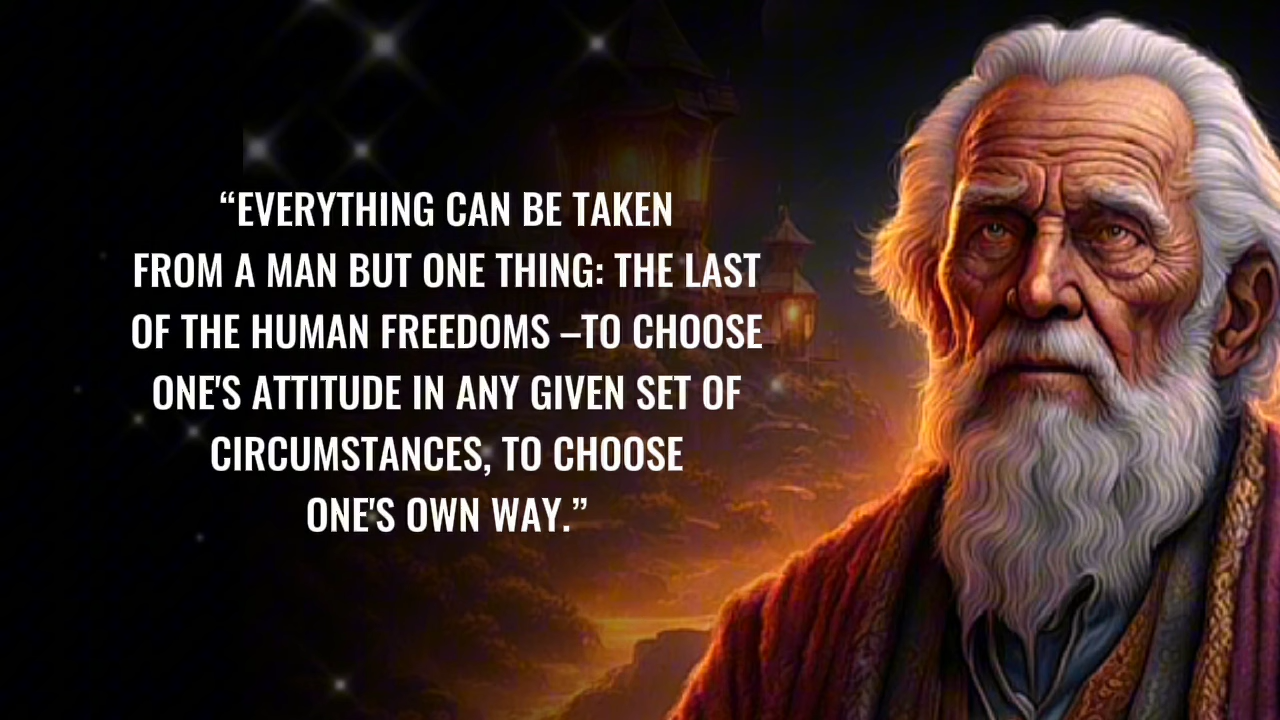 “EVERYTHING CAN BE TAKEN
FROM A MAN BUT ONE THING: THE LAST
OF THE HUMAN FREEDOMS –TO CHOOSE
ONE'S ATTITUDE IN ANY GIVEN SET OF
CIRCUMSTANCES, TO CHOOSE
ONE'S OWN WAY.”